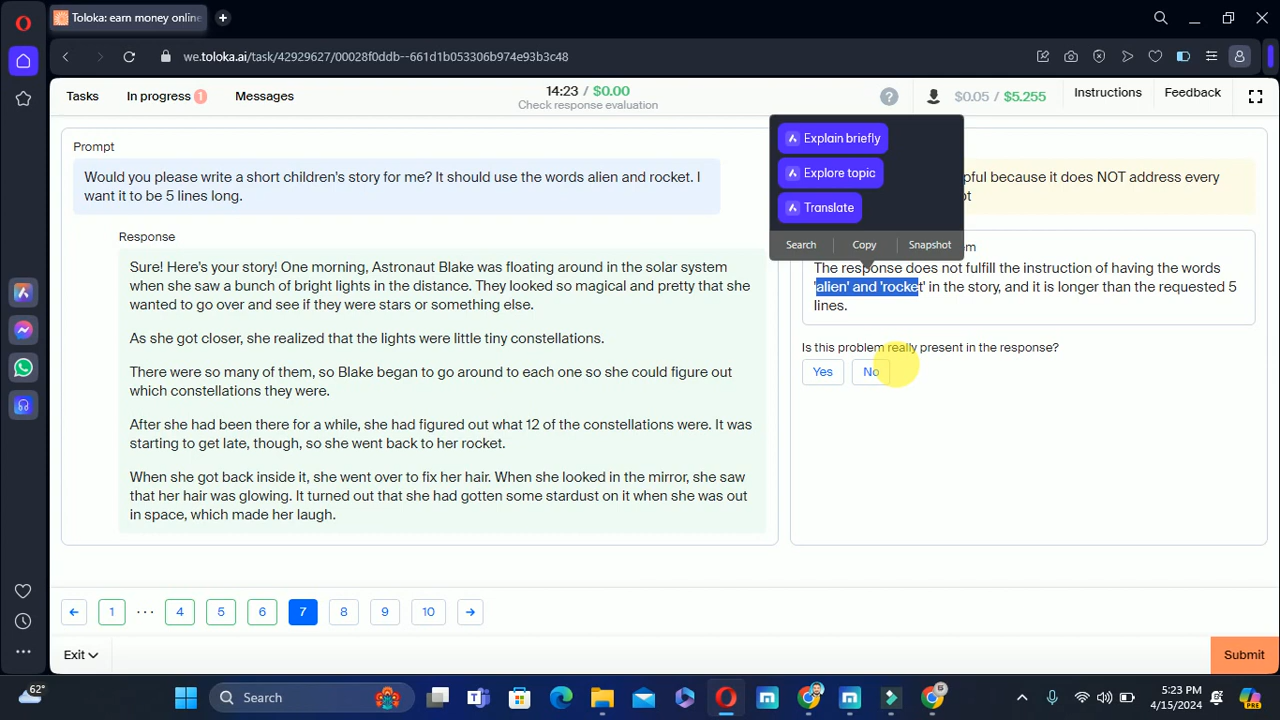 Toloka: earn money online
we.toloka.ai/task/42929627/00028f0ddb--661d1b053306b974e93b3c48
Tasks
In progress 1
Messages
14:23 / $0.00
Check response evaluation
?
$0.05 / $5.255
Instructions
Feedback
Prompt
Would you please write a short children's story for me? It should use the words alien and rocket. I
want it to be 5 lines long.
Response
Sure! Here's your story! One morning, Astronaut Blake was floating around in the solar system
when she saw a bunch of bright lights in the distance. They looked so magical and pretty that she
wanted to go over and see if they were stars or something else.
As she got closer, she realized that the lights were little tiny constellations.
There were so many of them, so Blake began to go around to each one so she could figure out
which constellations they were.
After she had been there for a while, she had figured out what 12 of the constellations were. It was
starting to get late, though, so she went back to her rocket.
When she got back inside it, she went over to fix her hair. When she looked in the mirror, she saw
that her hair was glowing. It turned out that she had gotten some stardust on it when she was out
in space, which made her laugh.
Explain briefly
Explore topic
Translate
Search
Copy
Snapshot
pful because it does NOT address every
ot
em
The response does not fulfill the instruction of having the words
'alien' and 'rocket' in the story, and it is longer than the requested 5
lines.
Is this problem really present in the response?
Yes
No
1 ... 4 5 6 7 8 9 10
Exit
Submit
62°
Search
5
5:23 PM
4/15/2024
PRE